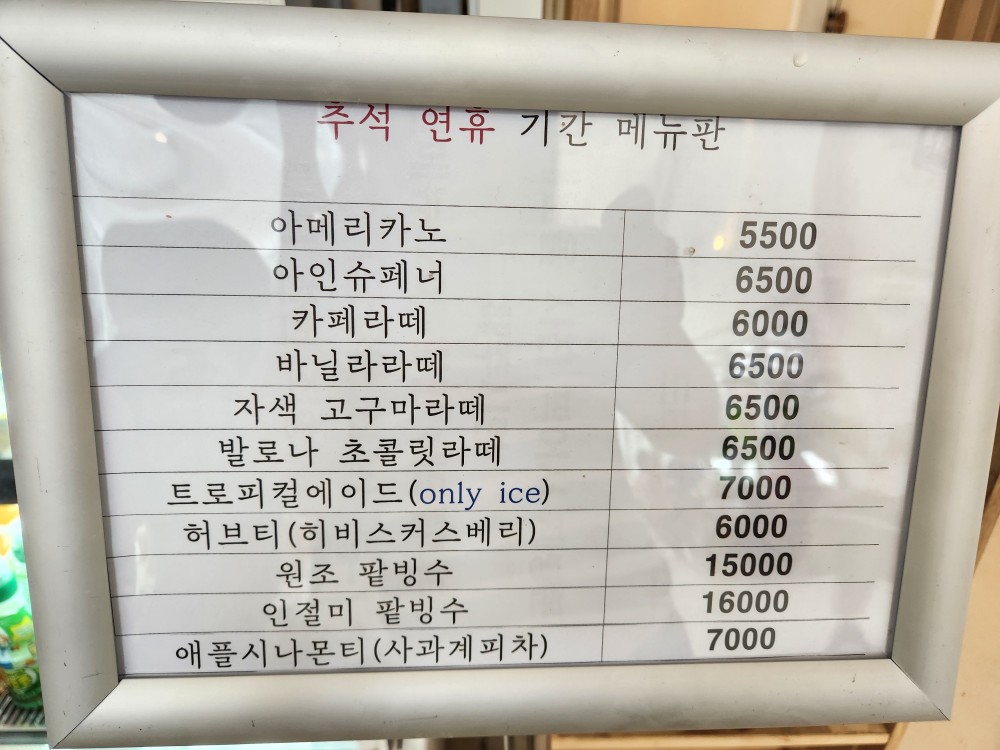 추석 연휴 기간 메뉴판
아메리카노 5500
아인슈페너 6500
카페라떼 6000
바닐라라떼 6500
자색 고구마라떼 6500
발로나 초콜릿라떼 6500
트로피컬에이드(only ice) 7000
허브티(히비스커스베리) 6000
원조 팥빙수 15000
인절미 팥빙수 16000
애플시나몬티(사과계피차) 7000